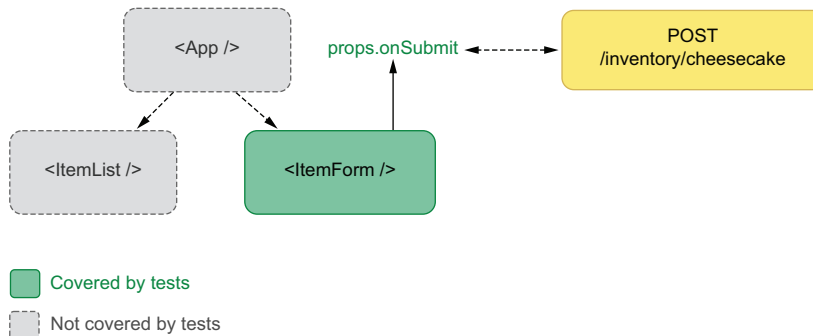 <App />
props.onSubmit
POST
/inventory/cheesecake
<ItemList />
<ItemForm />
Covered by tests
Not covered by tests